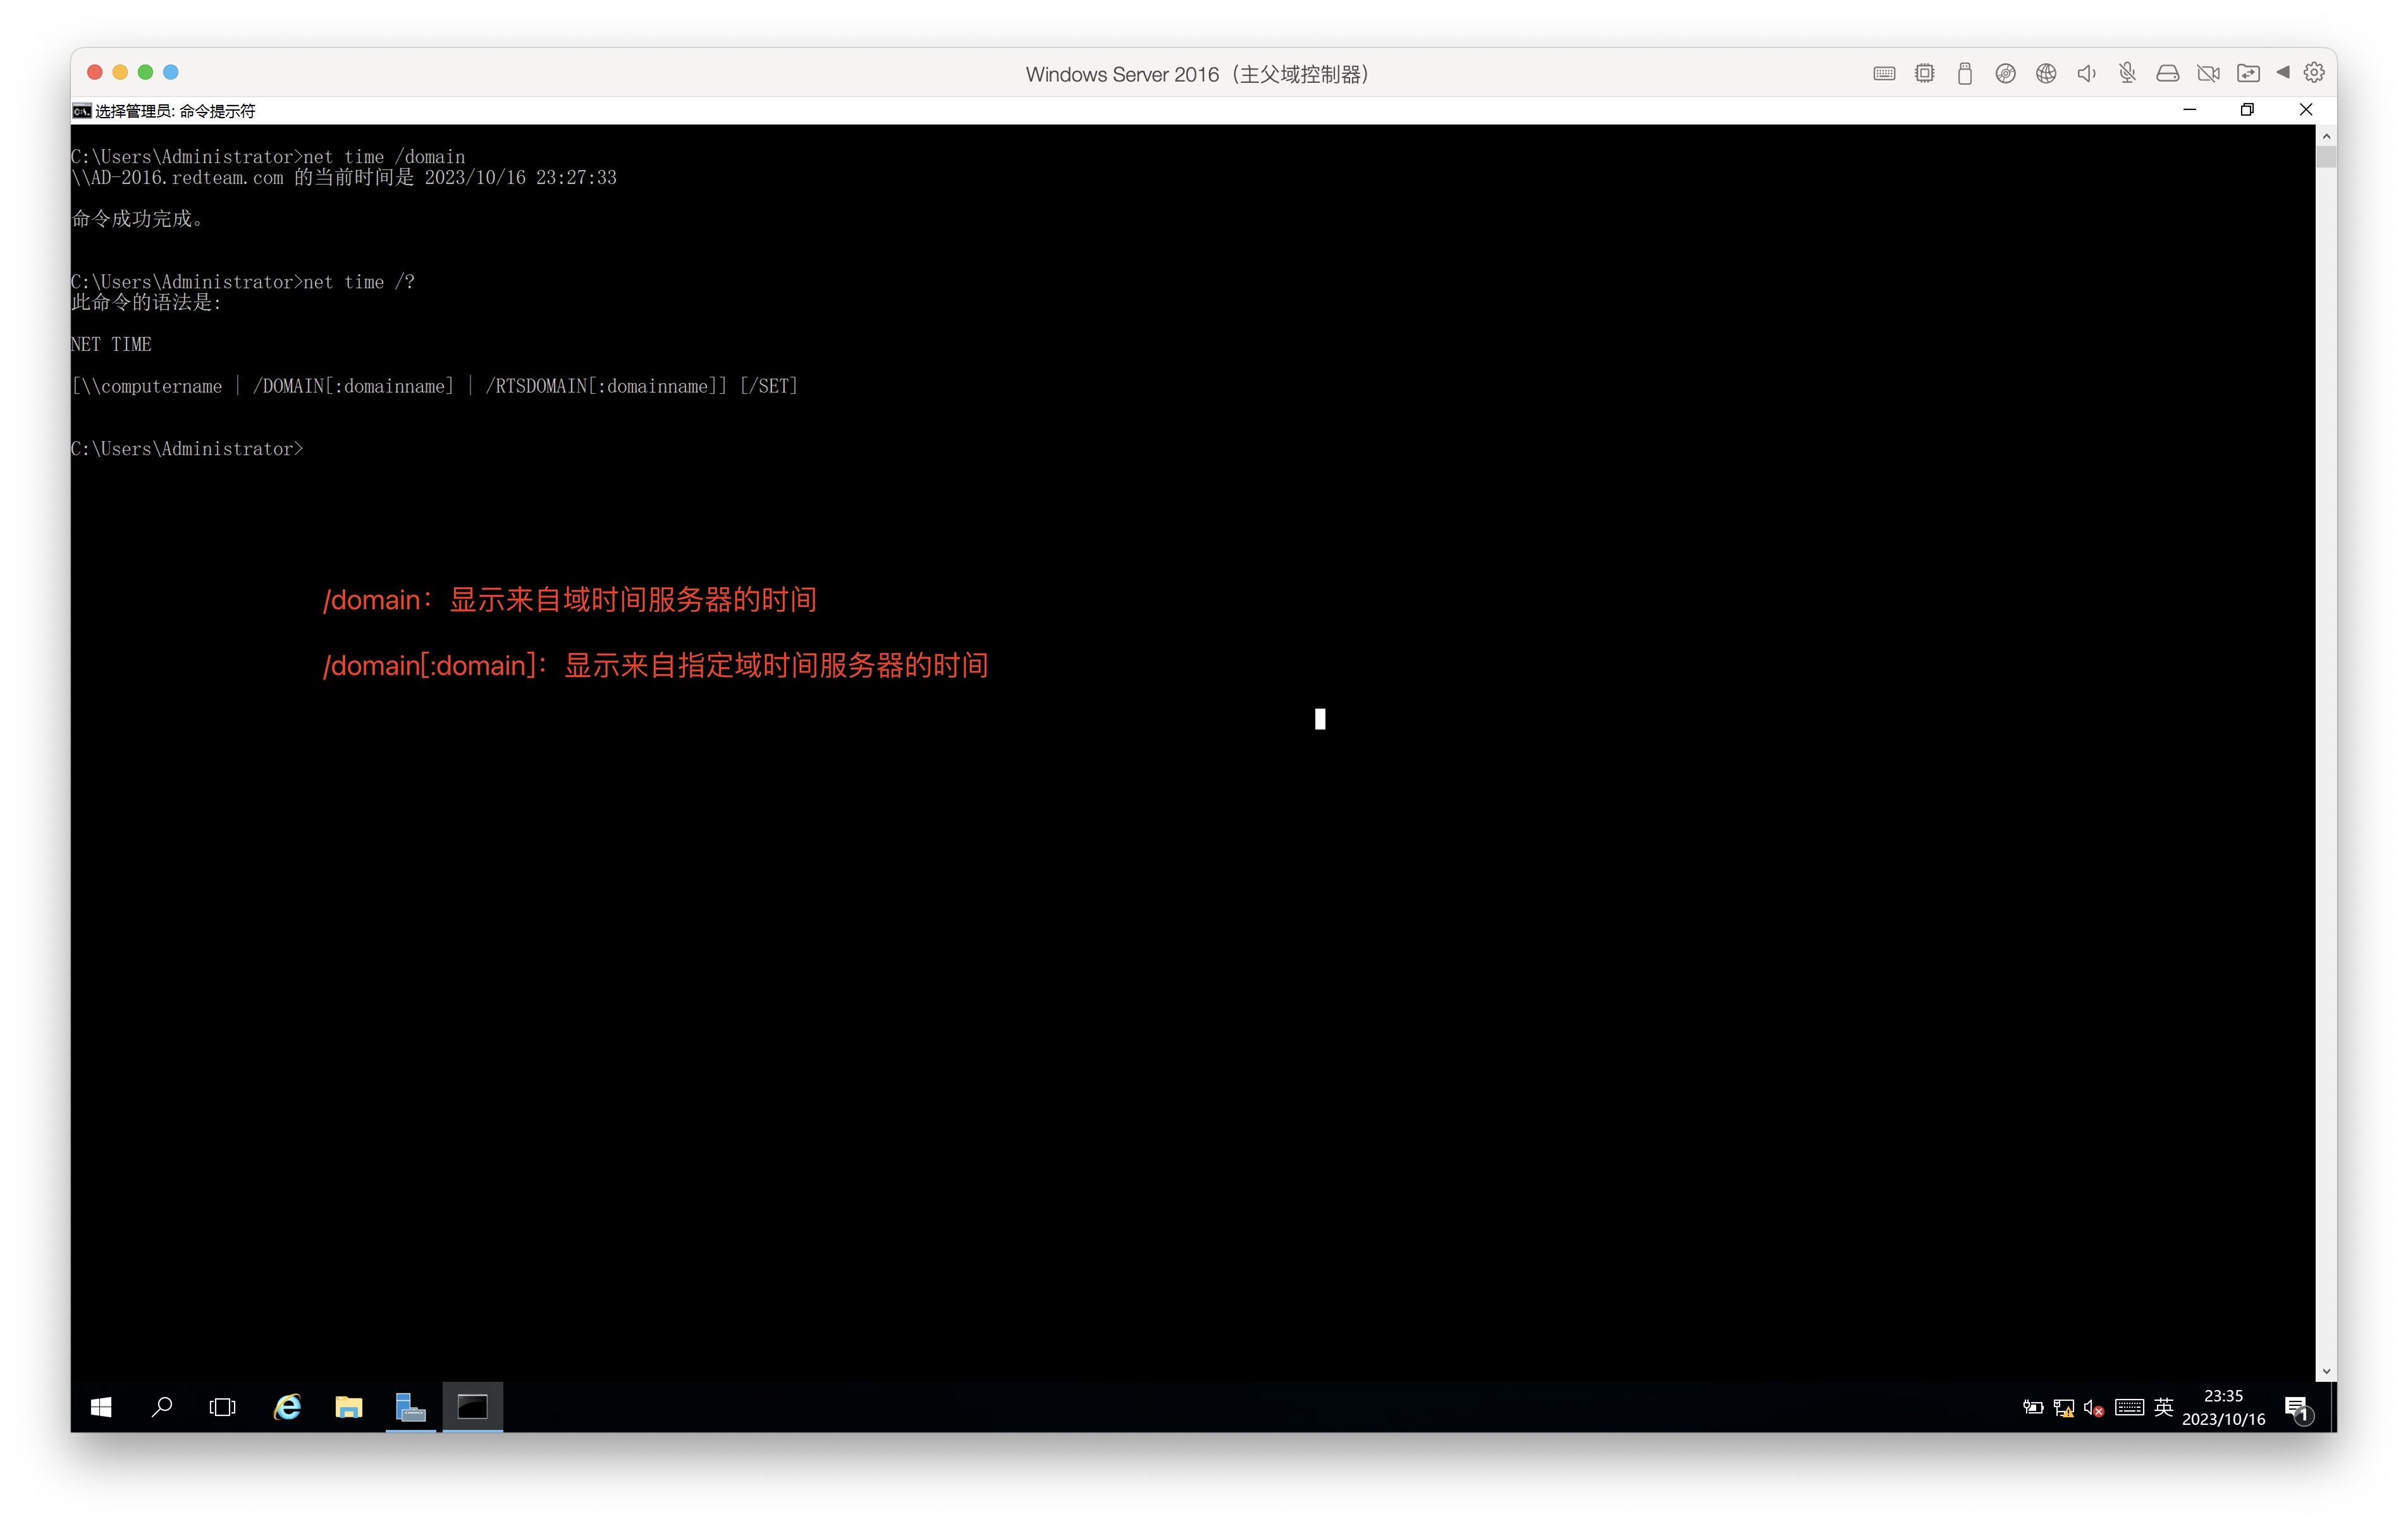 Windows Server 2016（主父域控制器）
选择管理员: 命令提示符
C:\Users\Administrator>net time /domain
\\AD-2016.redteam.com 的当前时间是 2023/10/16 23:27:33
命令成功完成。
C:\Users\Administrator>net time /?
此命令的语法是:
NET TIME
[\\computername | /DOMAIN[:domainname] | /RTSDOMAIN[:domainname]] [/SET]
C:\Users\Administrator>
/domain：显示来自域时间服务器的时间
/domain[:domain]：显示来自指定域时间服务器的时间
英
23:35
2023/10/16
1